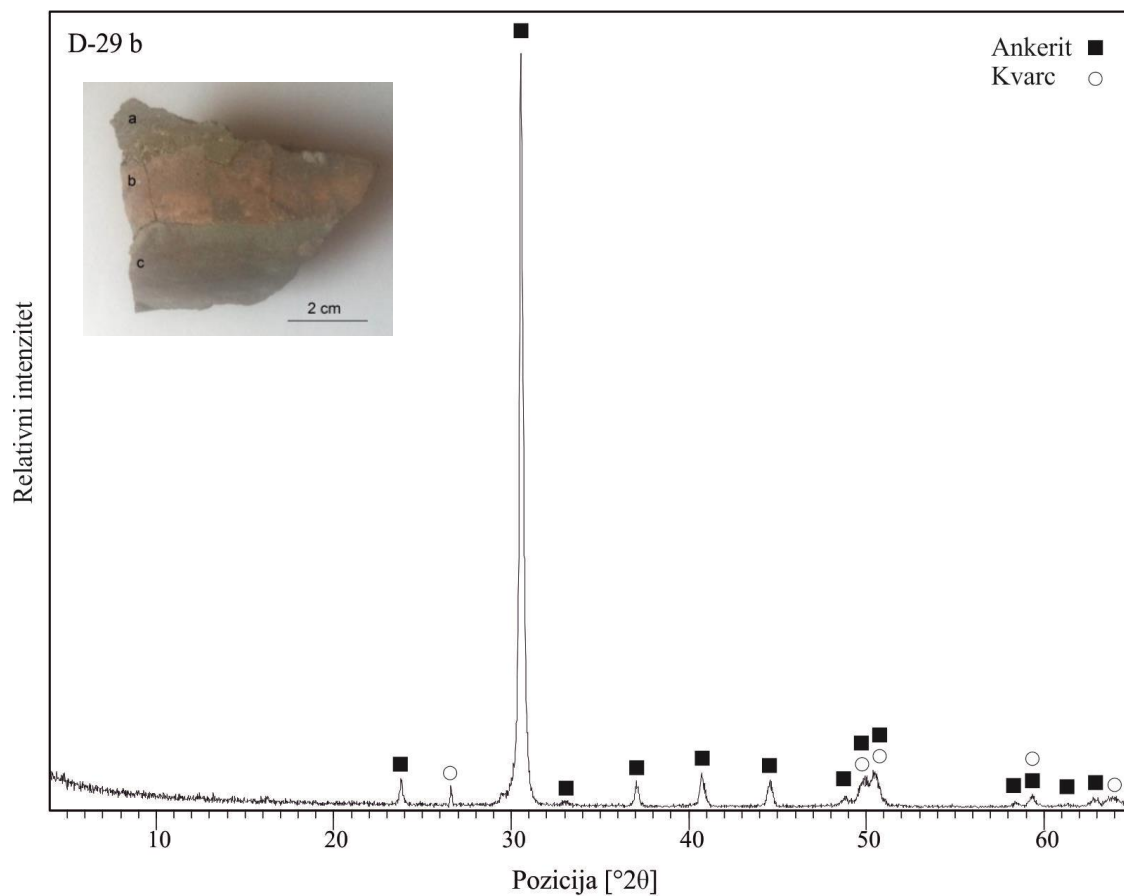 D-29 b
Ankerit
Kvarc
a
b
c
2 cm
Relativni intenzitet
10 20 30 40 50 60
Pozicija [°2θ]